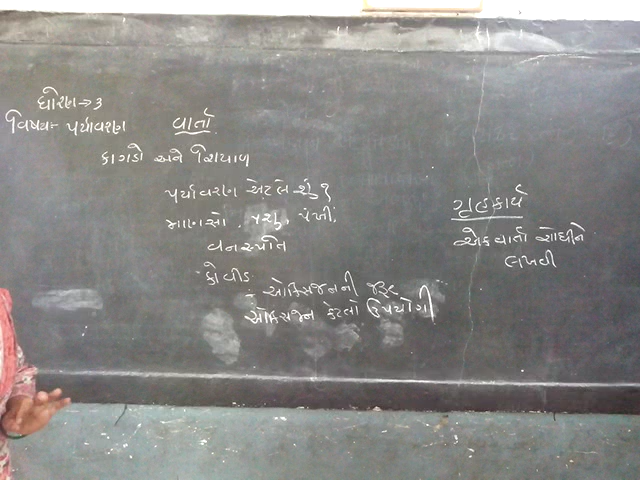 ધોરણ → ૩
વિષય:- પર્યાવરણ
વાર્તા
કાગડો અને શિયાળ
પર્યાવરણ એટલે શું?
માણસો, પશુ, પંખી,
વનસ્પતિ
કોવીડ
- ઓક્સિજનની જરૂર
ઓક્સિજન કેટલો ઉપયોગી
ગૃહકાર્ય
એક વાર્તા શોધીને
લખવી